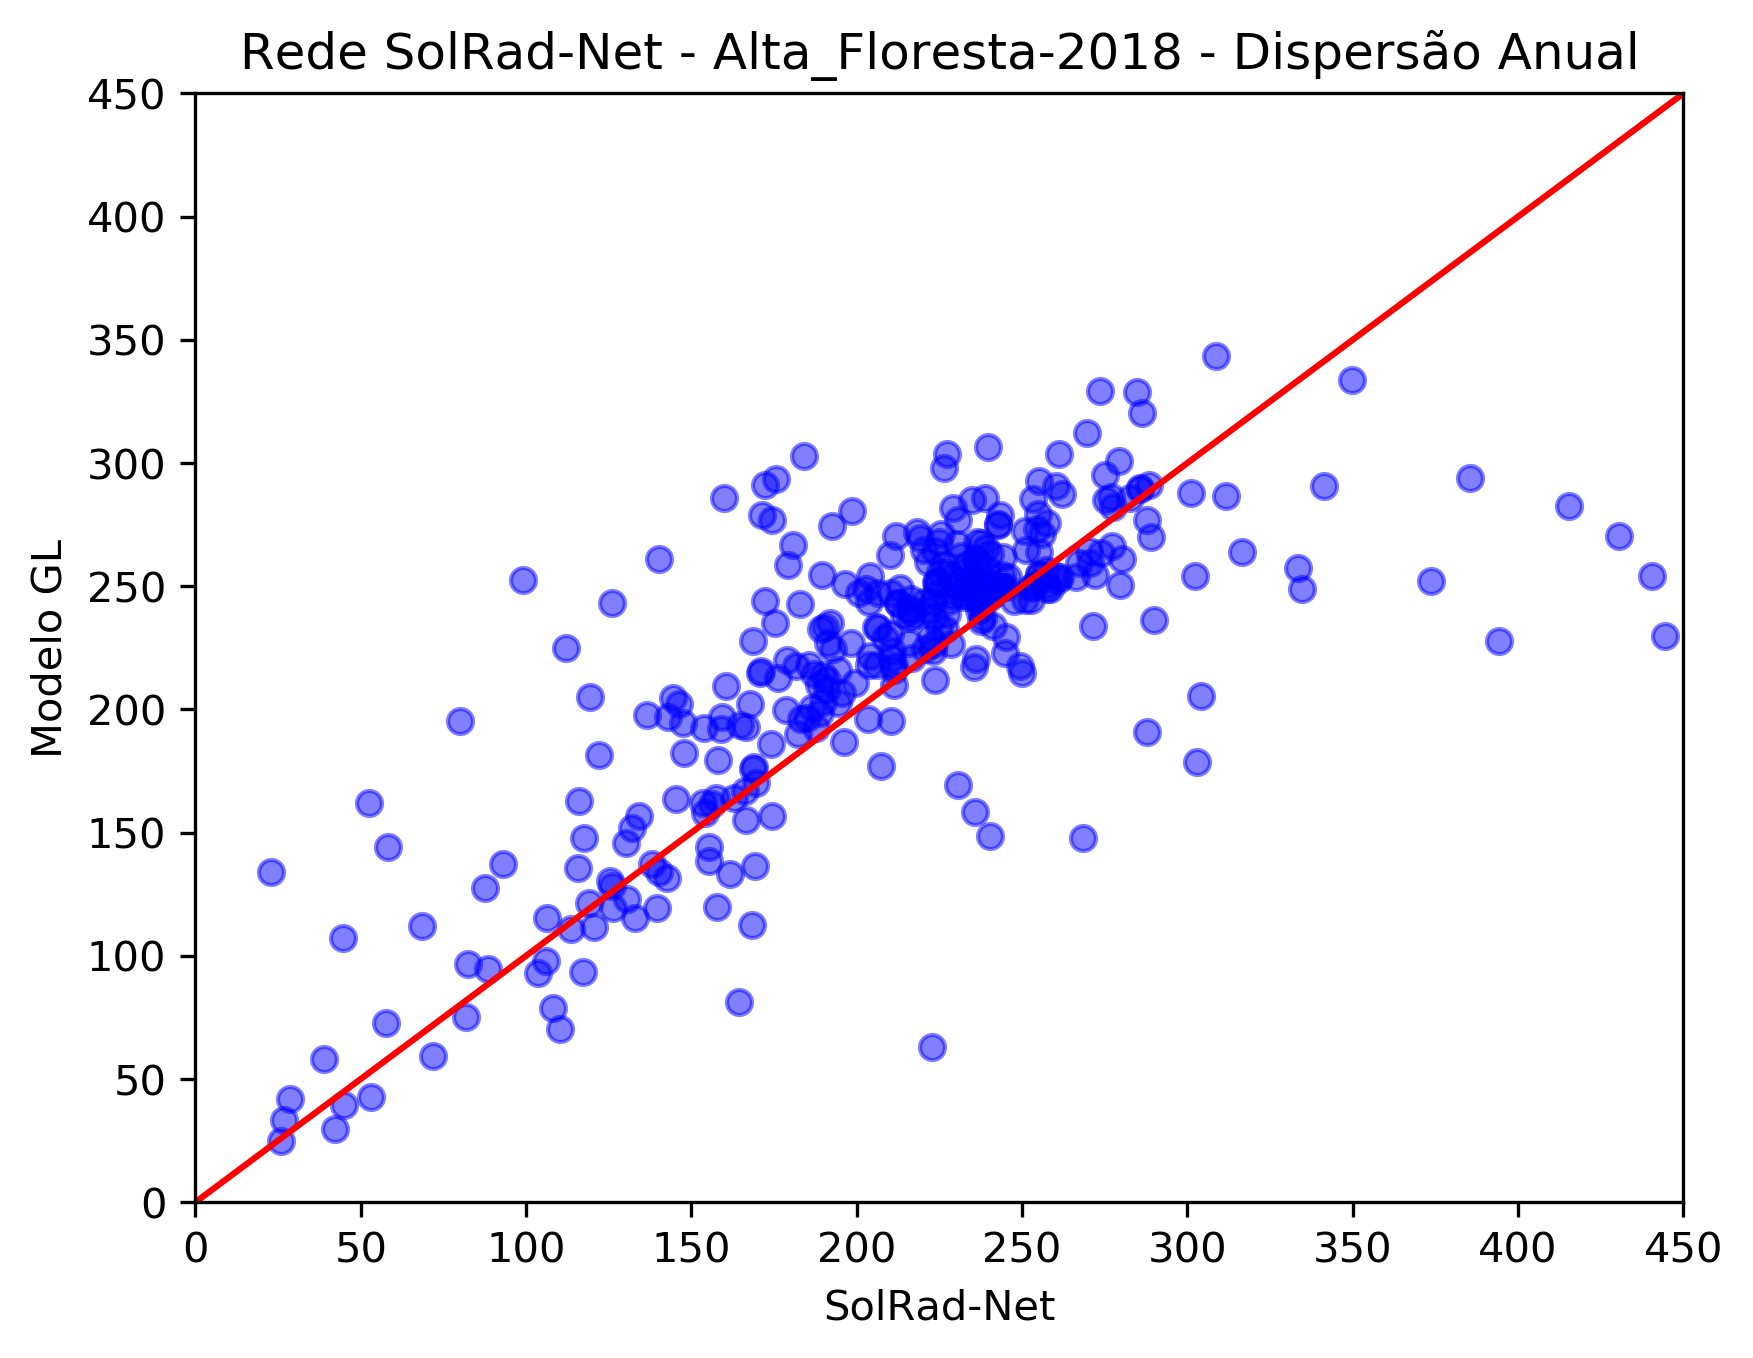 Rede SolRad-Net - Alta_Floresta-2018 - Dispersão Anual
450
400
350
300
250
200
150
100
50
0
Modelo GL
0 50 100 150 200 250 300 350 400 450
SolRad-Net